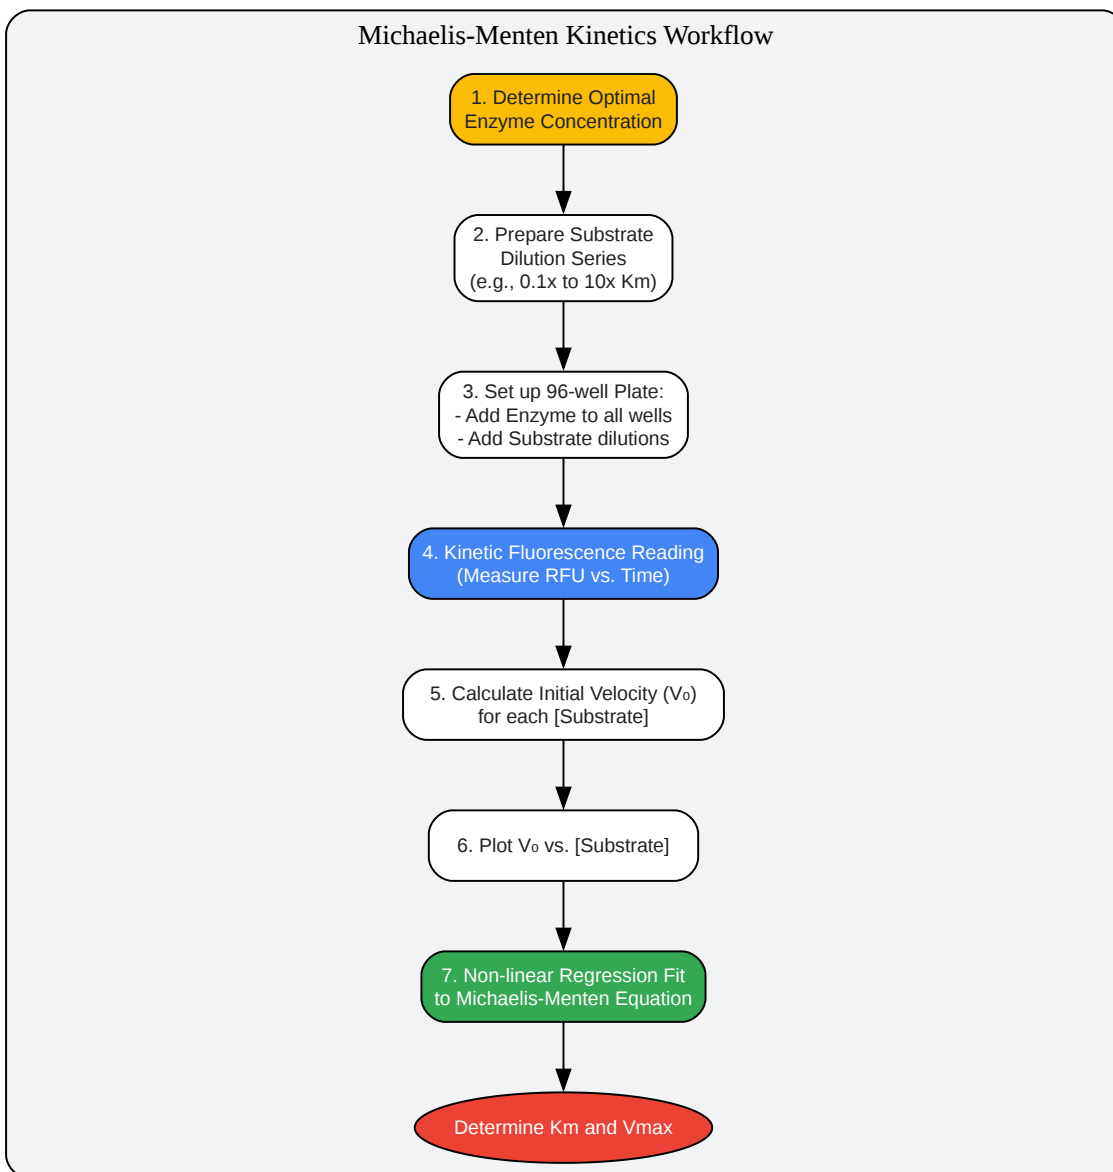 Michaelis-Menten Kinetics Workflow
1. Determine Optimal
Enzyme Concentration
2. Prepare Substrate
Dilution Series
(e.g., 0.1x to 10x Km)
3. Set up 96-well Plate:
- Add Enzyme to all wells
- Add Substrate dilutions
4. Kinetic Fluorescence Reading
(Measure RFU vs. Time)
5. Calculate Initial Velocity (V₀)
for each [Substrate]
6. Plot V₀ vs. [Substrate]
7. Non-linear Regression Fit
to Michaelis-Menten Equation
Determine Km and Vmax